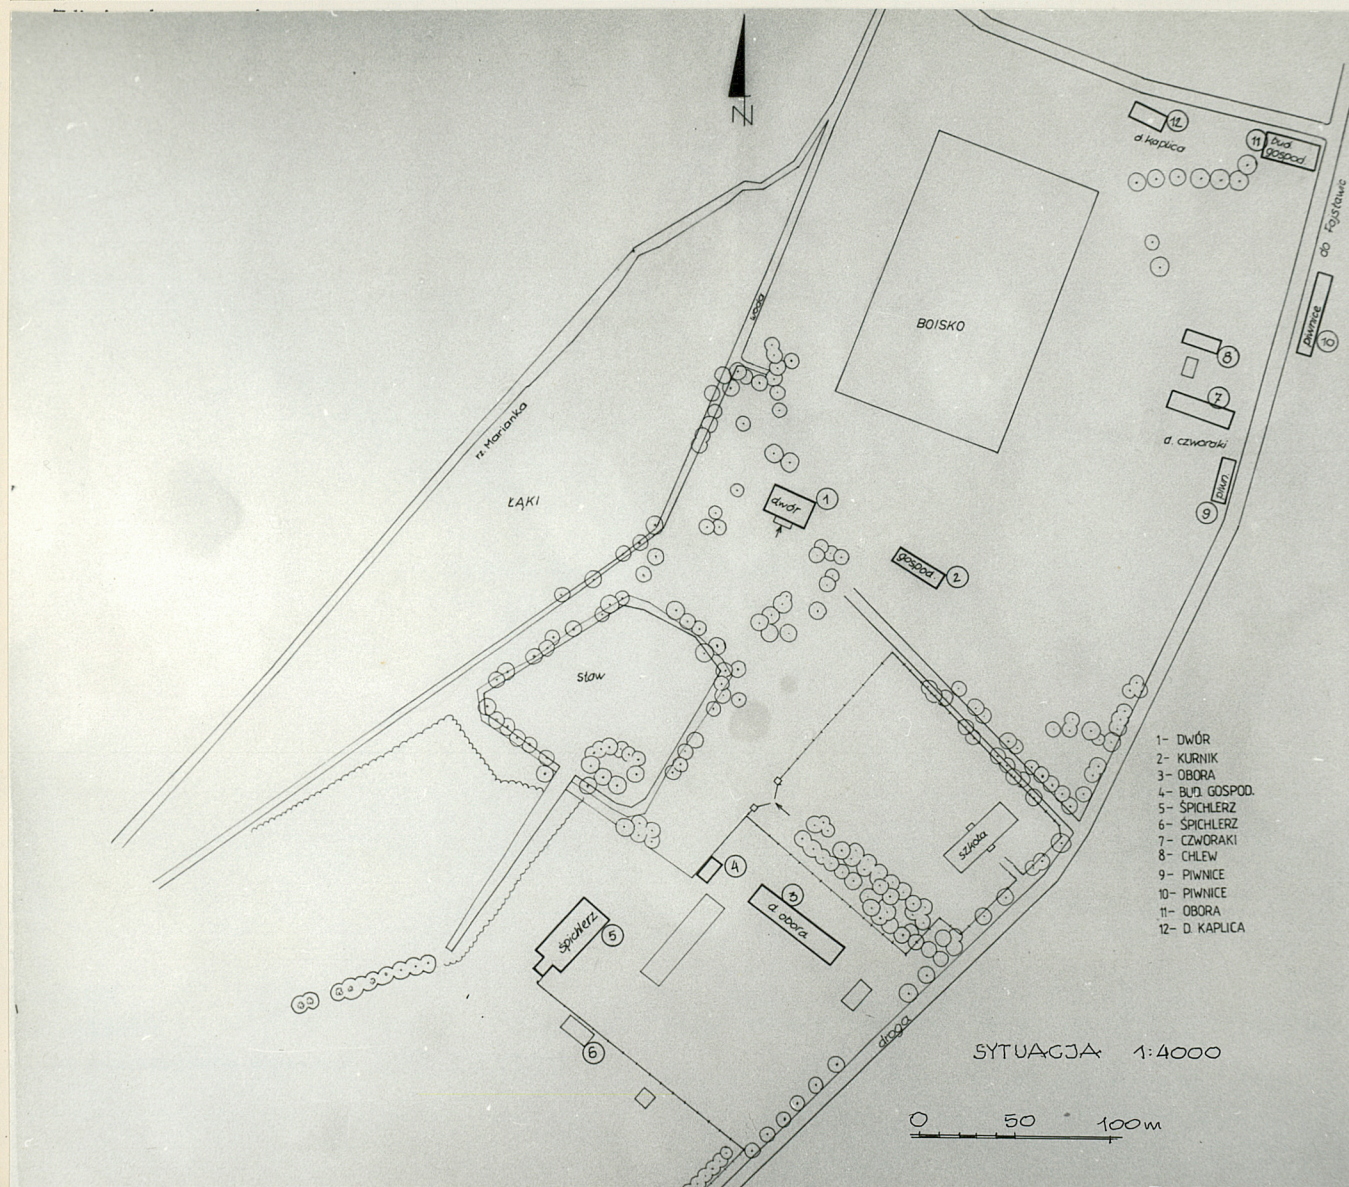 N
12
d. kaplica
11
bud.
gospod.
do Fajsławic
woda
BOISKO
piwnice
10
8
7
d. czworaki
rz. Marianka
ŁĄKI
dwór
1
piwn.
9
gospod.
2
staw
1- DWÓR
2- KURNIK
3- OBORA
4- BUD. GOSPOD.
5- ŚPICHLERZ
6- ŚPICHLERZ
7- CZWORAKI
8- CHLEW
9- PIWNICE
10- PIWNICE
11- OBORA
12- D. KAPLICA
szkoła
4
3
d. obora
śpichlerz
5
6
droga
SYTUACJA 1:4000
0 50 100m